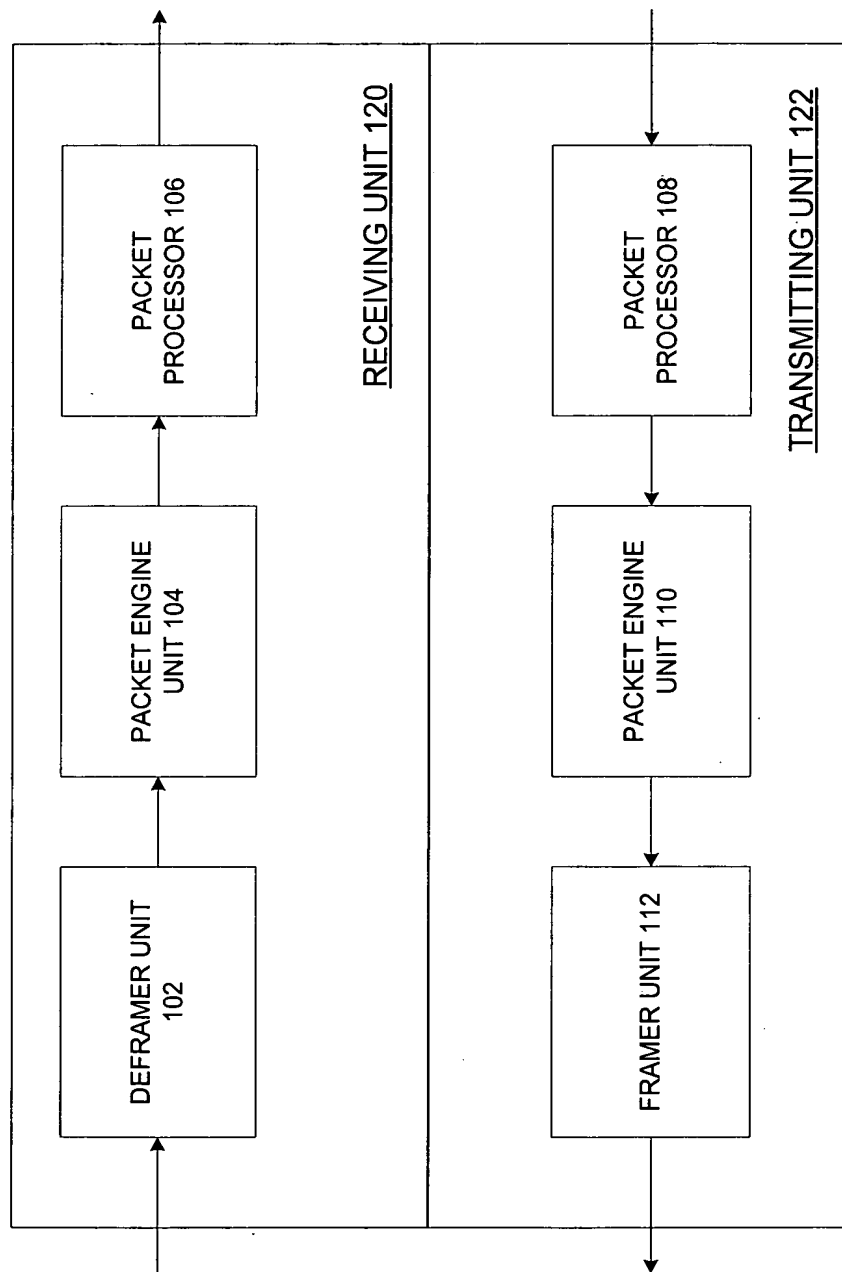 DEFRAMER UNIT
102
PACKET ENGINE
UNIT 104
PACKET
PROCESSOR 106
RECEIVING UNIT 120
FRAMER UNIT 112
PACKET ENGINE
UNIT 110
PACKET
PROCESSOR 108
TRANSMITTING UNIT 122